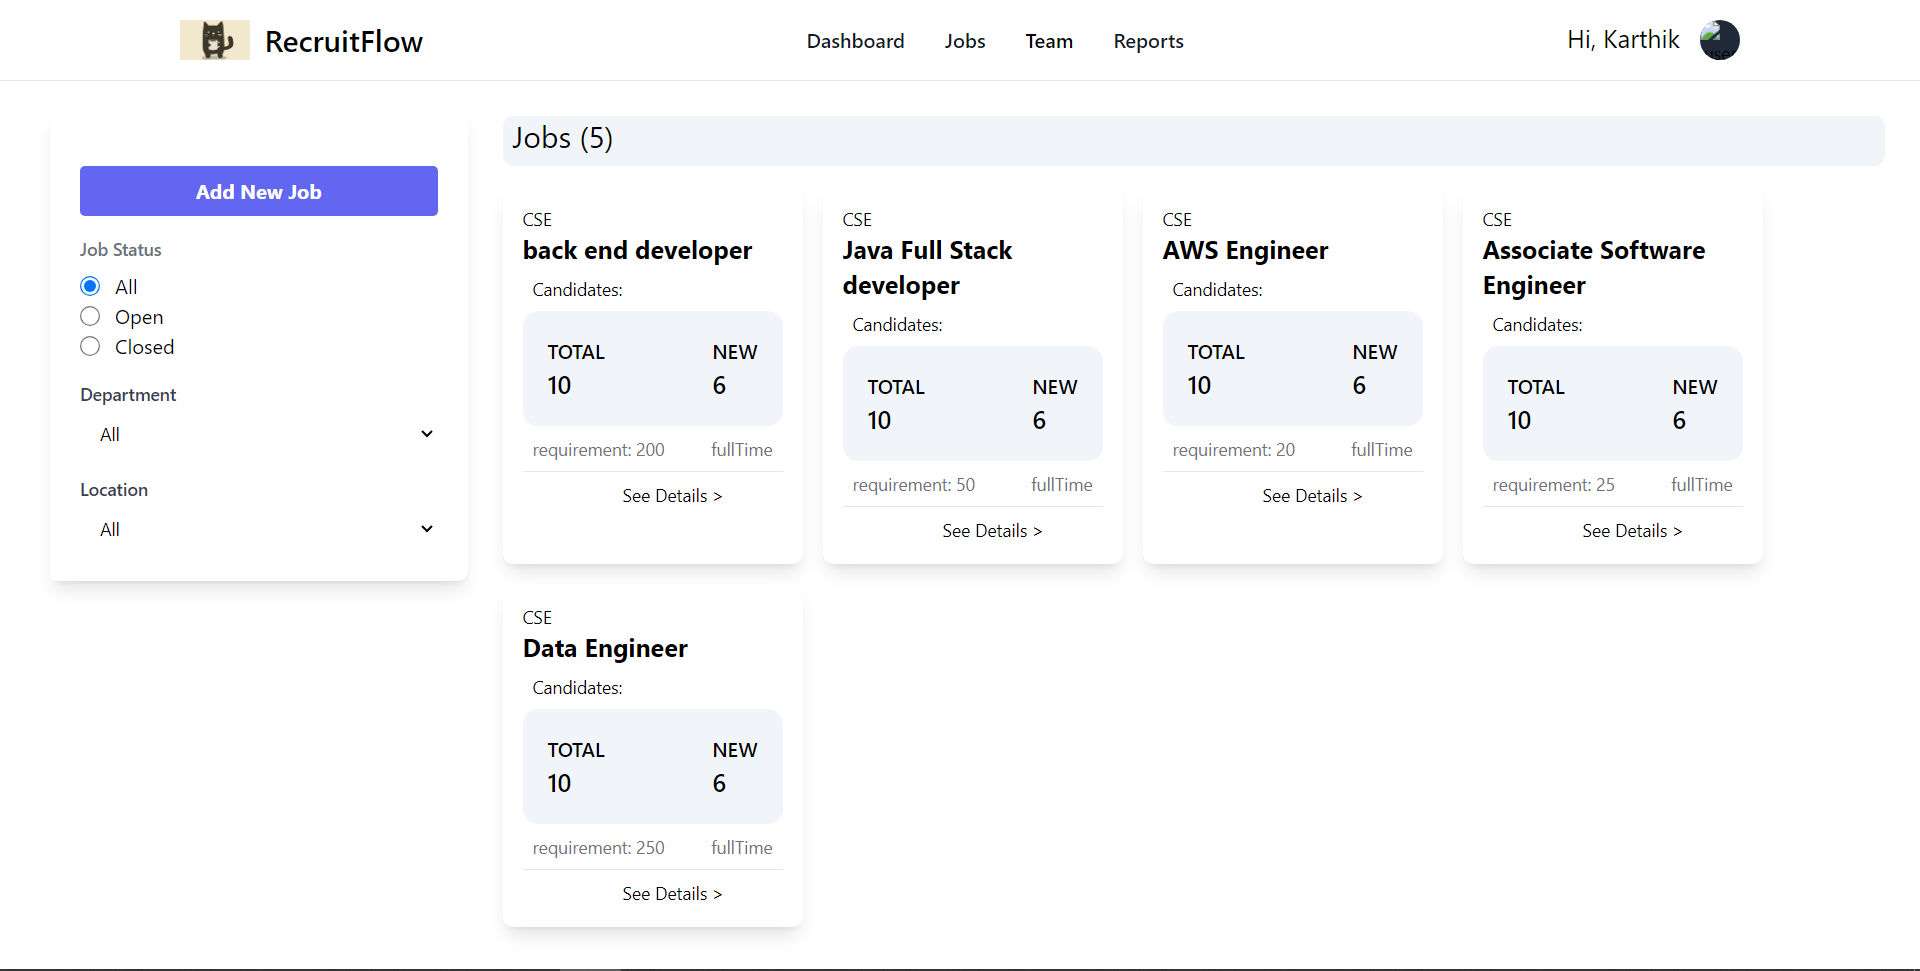 RecruitFlow
Dashboard Jobs Team Reports
Hi, Karthik
Add New Job
Job Status
All
Open
Closed
Department
All
Location
All
Jobs (5)
CSE
back end developer
Candidates:
TOTAL NEW
10 6
requirement: 200 fullTime
See Details >
CSE
Java Full Stack
developer
Candidates:
TOTAL NEW
10 6
requirement: 50 fullTime
See Details >
CSE
AWS Engineer
Candidates:
TOTAL NEW
10 6
requirement: 20 fullTime
See Details >
CSE
Associate Software
Engineer
Candidates:
TOTAL NEW
10 6
requirement: 25 fullTime
See Details >
CSE
Data Engineer
Candidates:
TOTAL NEW
10 6
requirement: 250 fullTime
See Details >